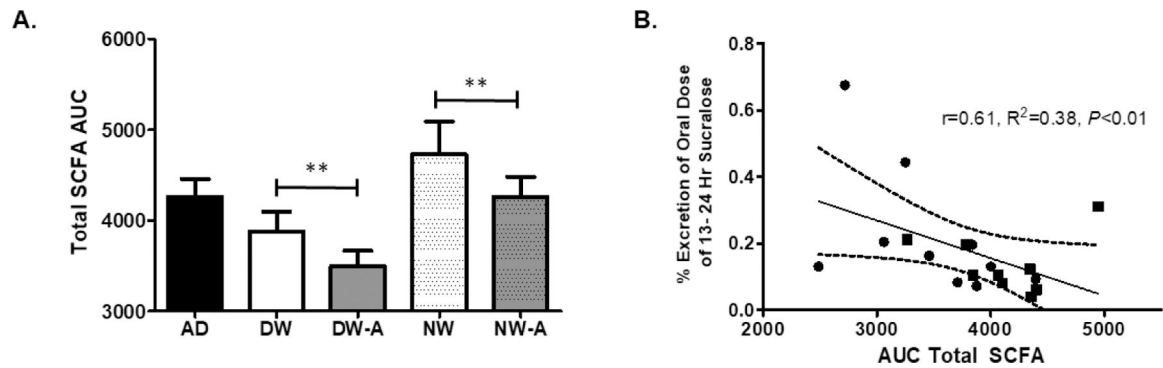 A.
Total SCFA AUC
6000
5000
4000
3000
**
**
AD DW DW-A NW NW-A
B.
% Excretion of Oral Dose
of 13- 24 Hr Sucralose
0.8
0.6
0.4
0.2
0.0
r=0.61, R²=0.38, P<0.01
2000 3000 4000 5000
AUC Total SCFA